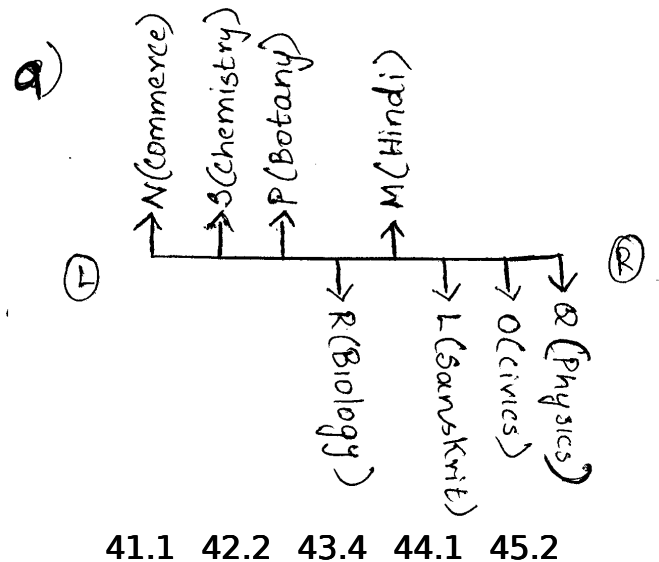 Q)
N(Commerce)
S(Chemistry)
P(Botany)
M(Hindi)
L
R
R(Biology)
L(Sanskrit)
O(Civics)
Q(Physics)
41.1 42.2 43.4 44.1 45.2